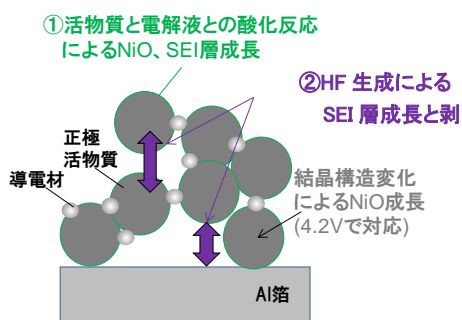 ①活物質と電解液との酸化反応
によるNiO、SEI層成長
②HF 生成による
SEI 層成長と剥
正極
活物質
導電材
結晶構造変化
によるNiO成長
(4.2Vで対応)
Al箔